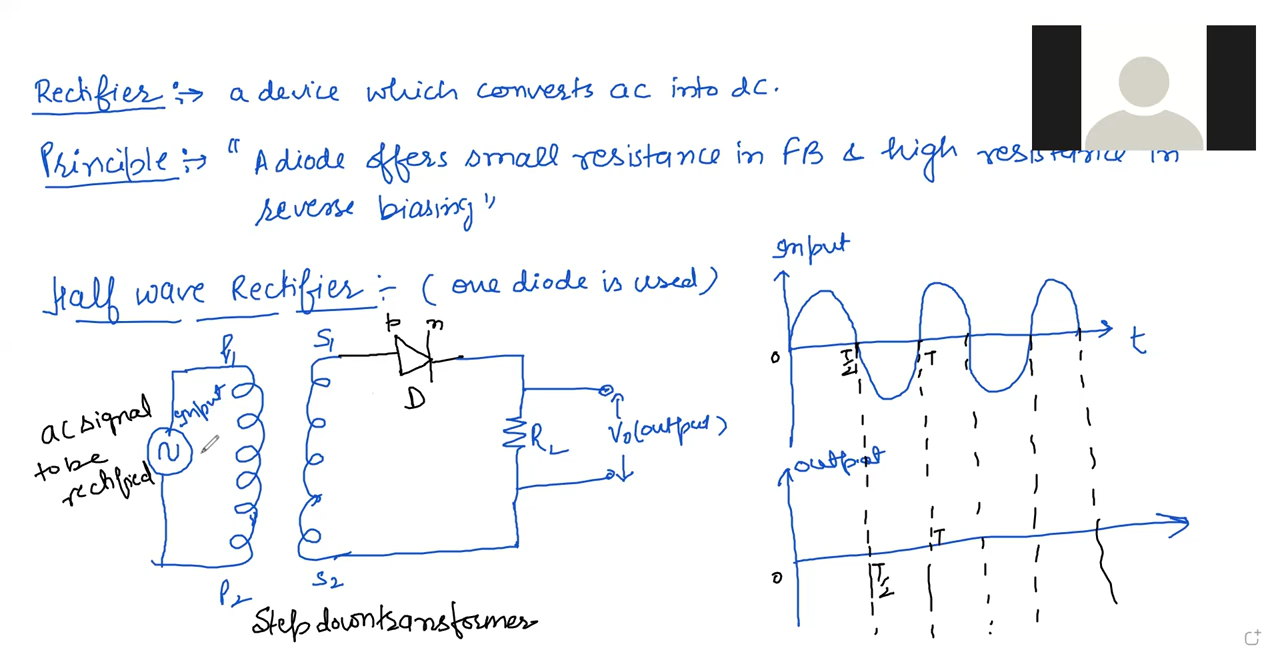 Rectifier :→ a device which converts ac into dc.
Principle :→ " A diode offers small resistance in FB & high resistance in
reverse biasing"
Half wave Rectifier :- ( one diode is used)
P1
S1
p
n
D
ac signal
to be
rectified
Input
RL
V0(output)
P2
S2
Step down transformer
Input
0
T/2
T
t
output
0
T/2
T